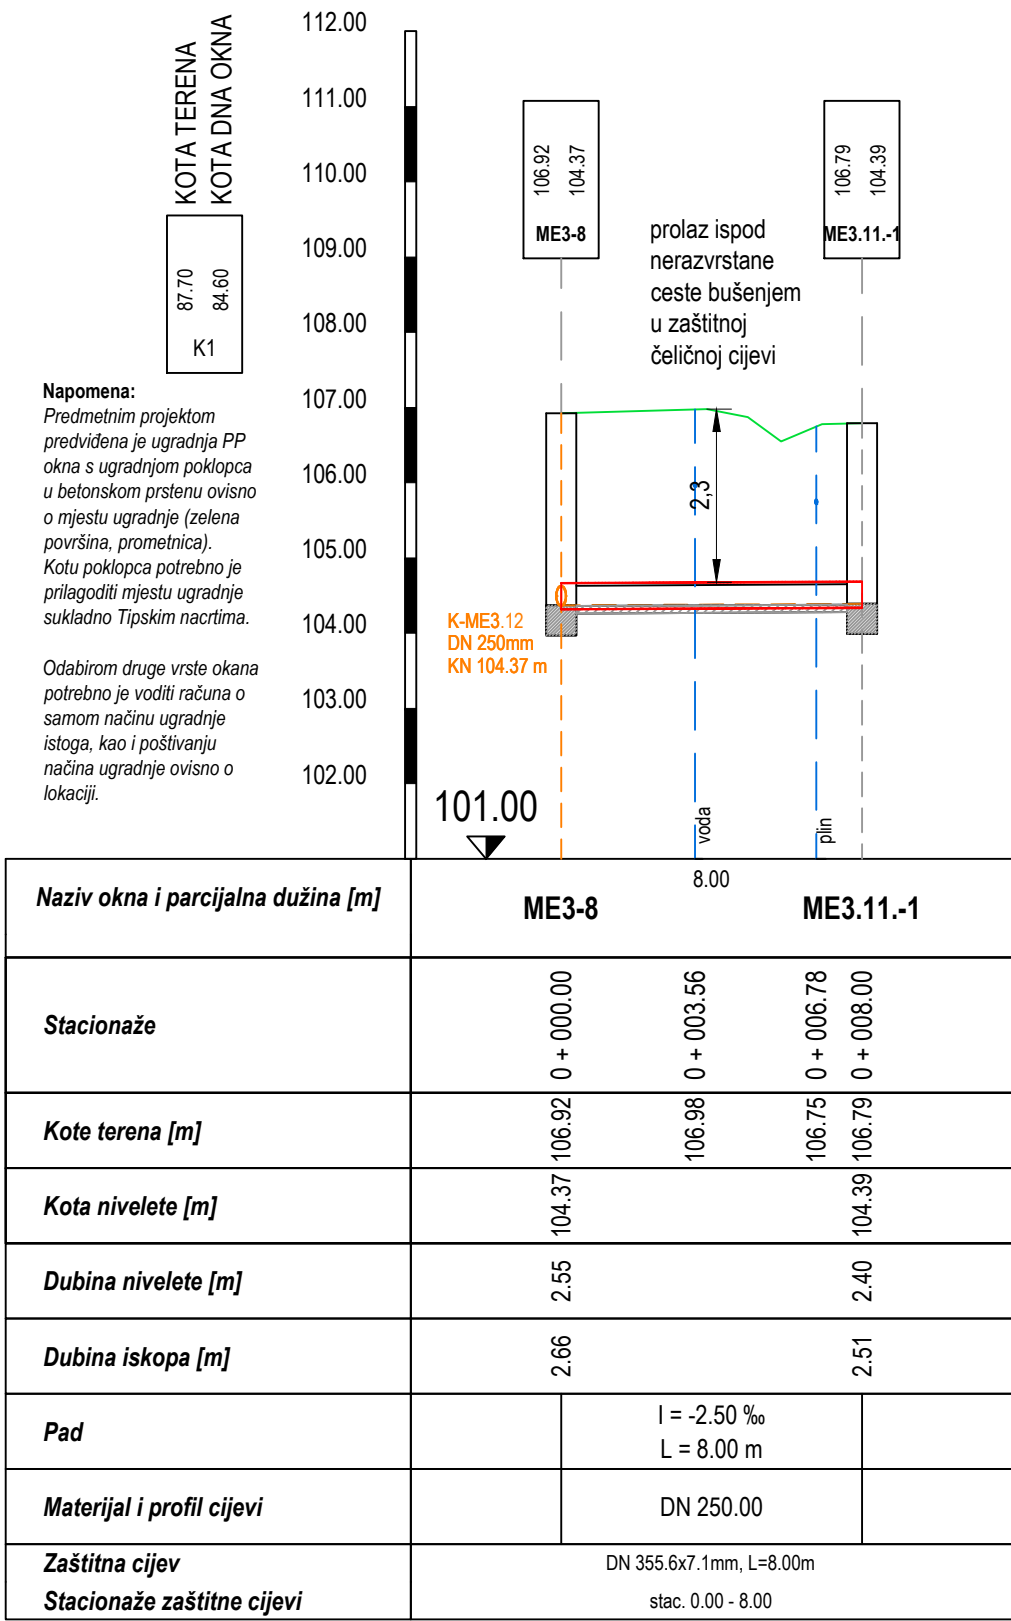 KOTA TERENA
KOTA DNA OKNA
87.70
84.60
K1
Napomena:
Predmetnim projektom
predviđena je ugradnja PP
okna s ugradnjom poklopca
u betonskom prstenu ovisno
o mjestu ugradnje (zelena
površina, prometnica).
Kotu poklopca potrebno je
prilagoditi mjestu ugradnje
sukladno Tipskim nacrtima.
Odabirom druge vrste okana
potrebno je voditi računa o
samom načinu ugradnje
istoga, kao i poštivanju
načina ugradnje ovisno o
lokaciji.
112.00
111.00
110.00
109.00
108.00
107.00
106.00
105.00
104.00
103.00
102.00
101.00
106.92
104.37
ME3-8
prolaz ispod
nerazvrstane
ceste bušenjem
u zaštitnoj
čeličnoj cijevi
106.79
104.39
ME3.11.-1
2,3
K-ME3.12
DN 250mm
KN 104.37 m
voda
plin
Naziv okna i parcijalna dužina [m]
8.00
ME3-8 ME3.11.-1
Stacionaže
0 + 000.00
0 + 003.56
0 + 006.78
0 + 008.00
Kote terena [m]
106.92
106.98
106.75
106.79
Kota nivelete [m]
104.37
104.39
Dubina nivelete [m]
2.55
2.40
Dubina iskopa [m]
2.66
2.51
Pad
I = -2.50 ‰
L = 8.00 m
Materijal i profil cijevi
DN 250.00
Zaštitna cijev
DN 355.6x7.1mm, L=8.00m
Stacionaže zaštitne cijevi
stac. 0.00 - 8.00